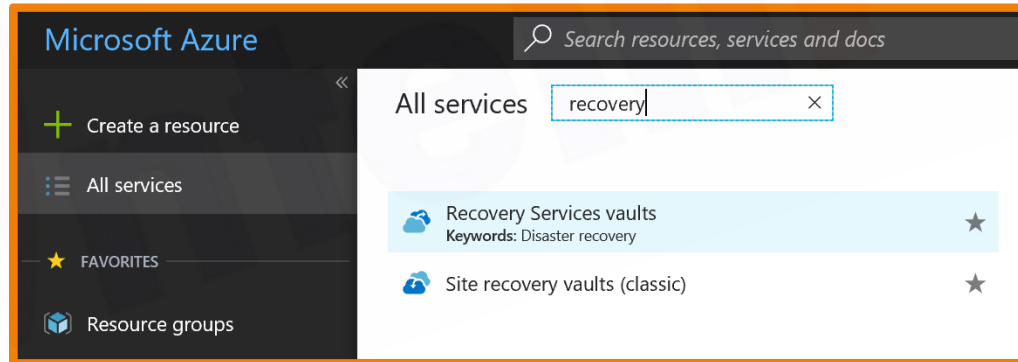 Microsoft Azure
Search resources, services and docs
Create a resource
All services
FAVORITES
Resource groups
All services
recovery
Recovery Services vaults
Keywords: Disaster recovery
Site recovery vaults (classic)